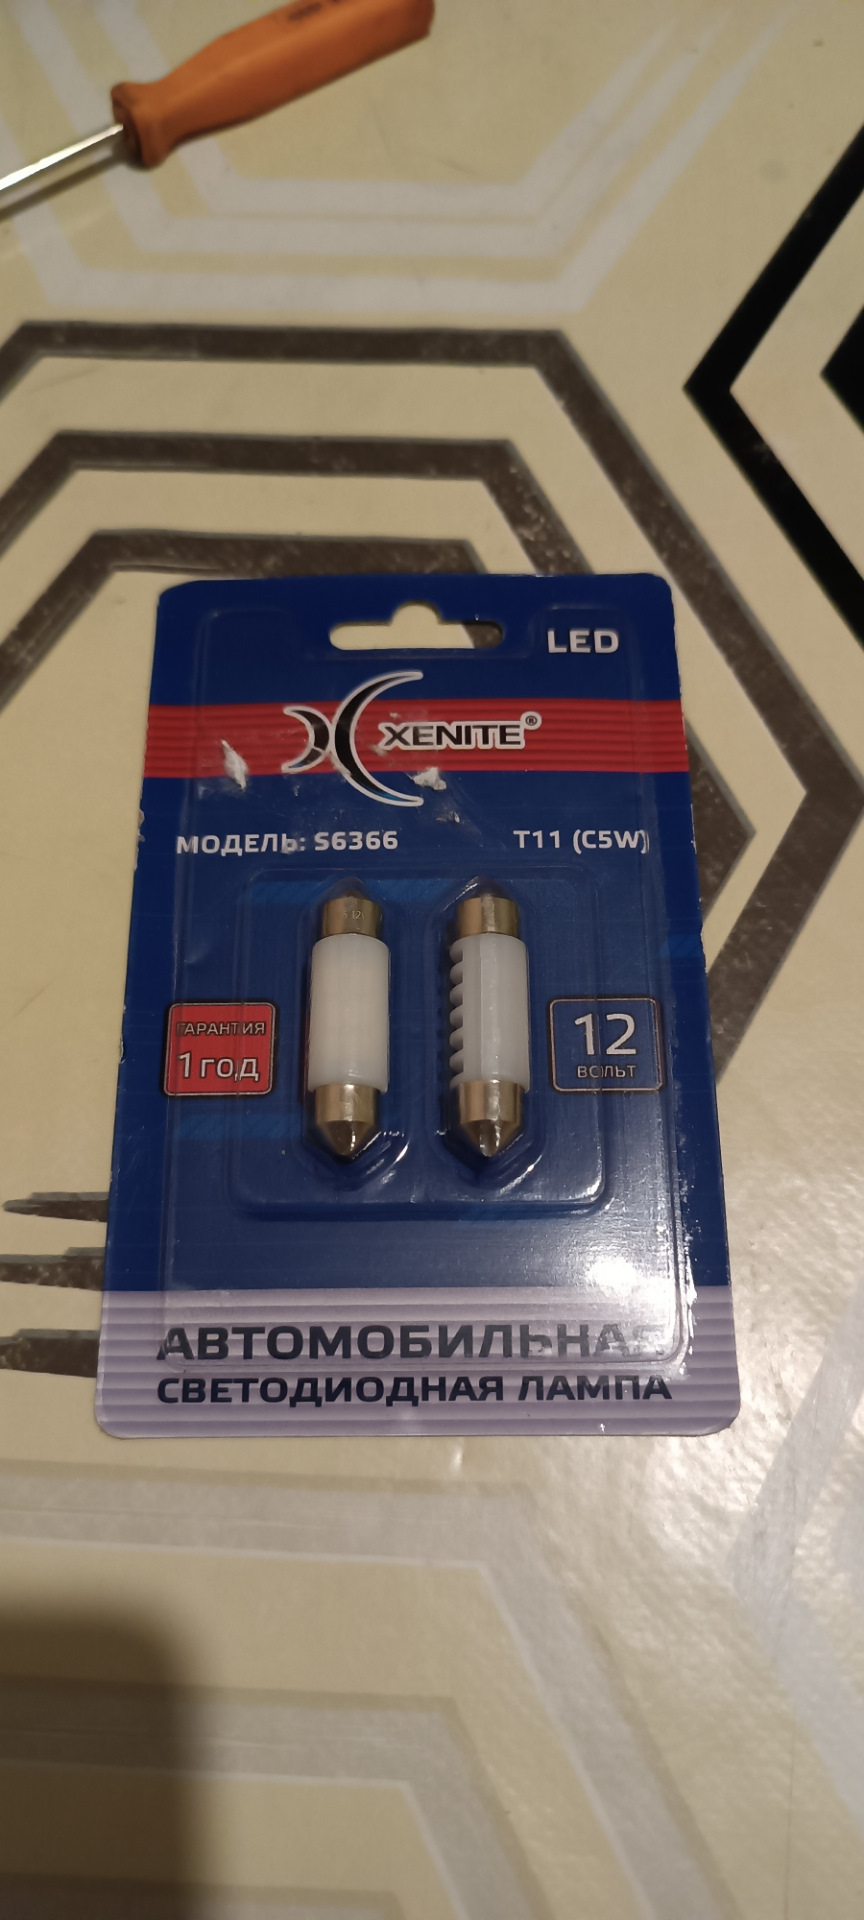 LED
XENITE®
МОДЕЛЬ: S6366
T11 (C5W)
ГАРАНТИЯ
1 ГОД
12
ВОЛЬТ
АВТОМОБИЛЬНАЯ
СВЕТОДИОДНАЯ ЛАМПА